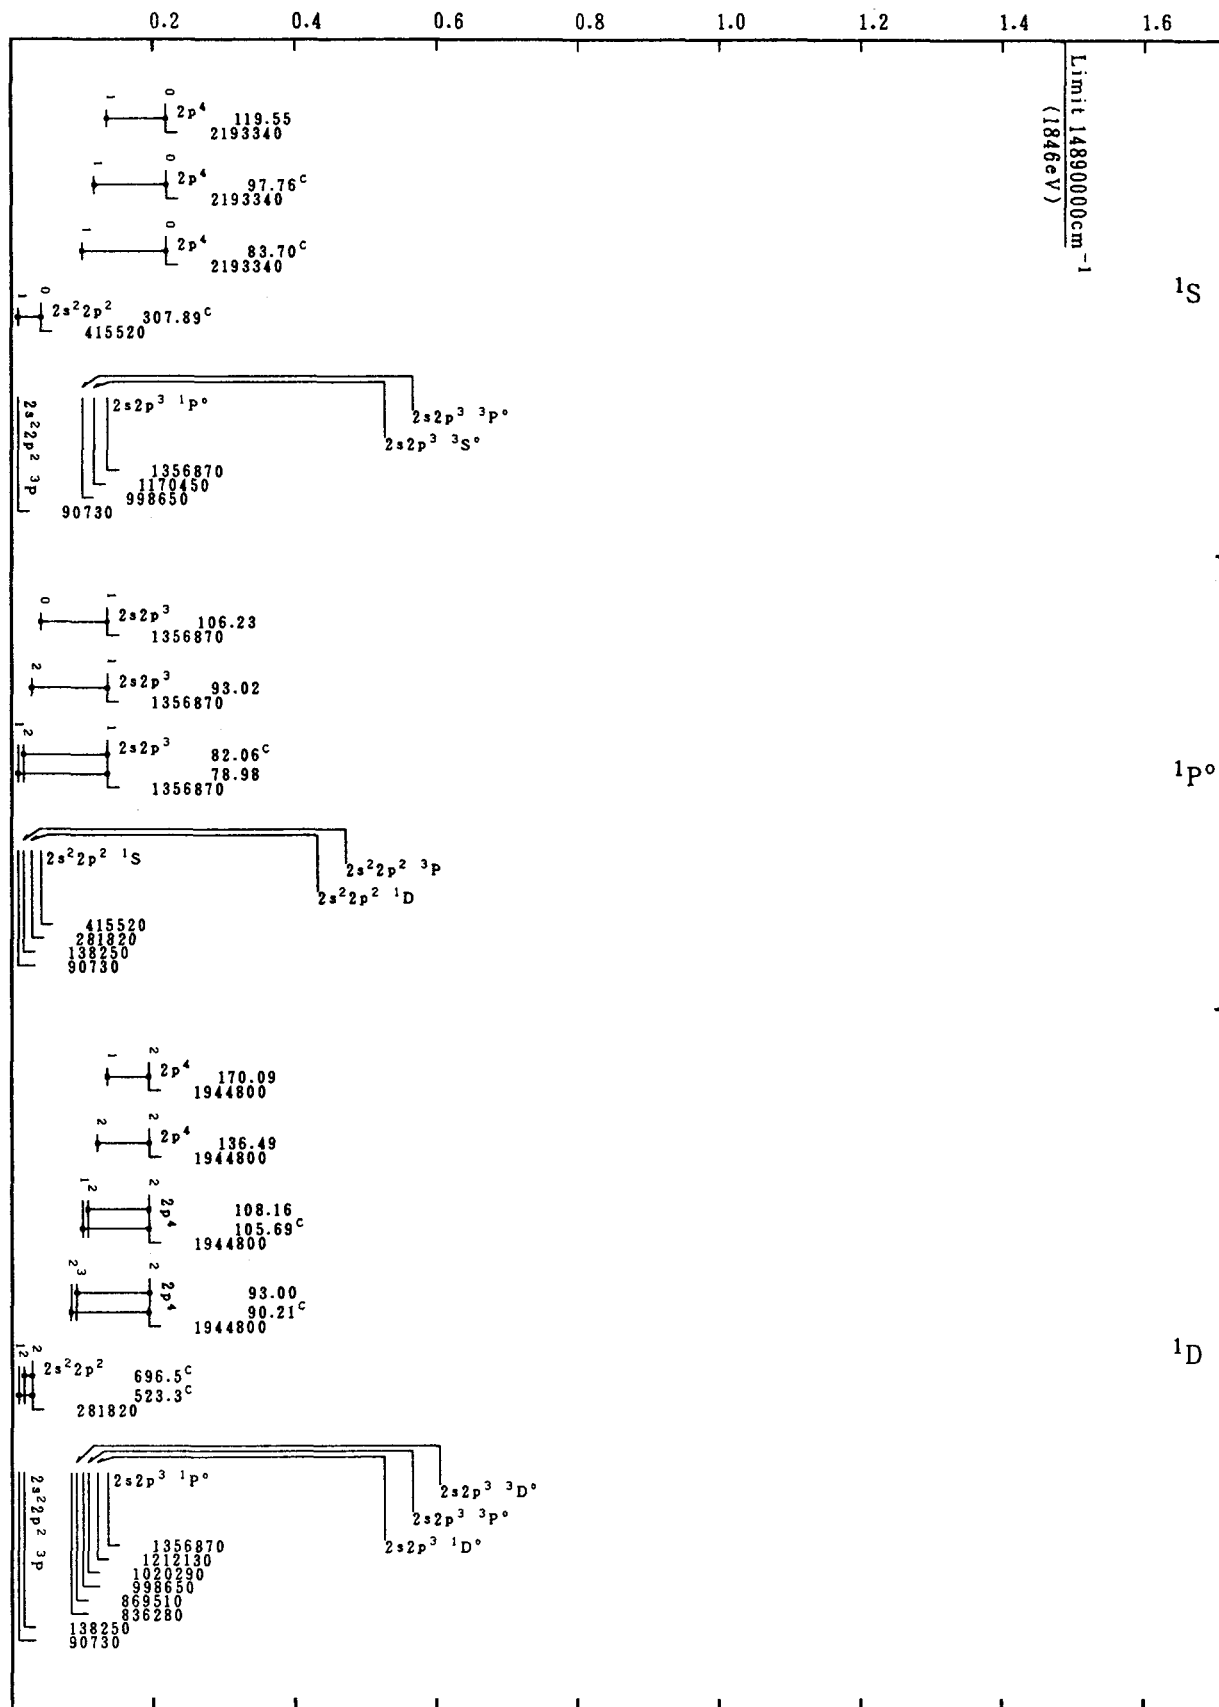 0.2 0.4 0.6 0.8 1.0 1.2 1.4 1.6
Limit 14890000cm⁻¹
(1846eV)
1 0 2p⁴ 119.55
2193340
1 0 2p⁴ 97.76ᶜ
2193340
1 0 2p⁴ 83.70ᶜ
2193340
¹S
1 0 2s²2p² 307.89ᶜ
415520
2s²2p² ³P
2s2p³ ¹P°
2s2p³ ³P°
2s2p³ ³S°
1356870
1170450
998650
90730
0 1 2s2p³ 106.23
1356870
2 1 2s2p³ 93.02
1356870
1 2 1 2s2p³ 82.06ᶜ
78.98
1356870
¹P°
2s²2p² ¹S
2s²2p² ³P
2s²2p² ¹D
415520
281820
138250
90730
1 2 2p⁴ 170.09
1944800
2 2 2p⁴ 136.49
1944800
1 2 2 2p⁴ 108.16
105.69ᶜ
1944800
2 3 2 2p⁴ 93.00
90.21ᶜ
1944800
¹D
1 2 2 2s²2p² 696.5ᶜ
523.3ᶜ
281820
2s²2p² ³P
2s2p³ ¹P°
2s2p³ ³D°
2s2p³ ³P°
2s2p³ ¹D°
1356870
1212130
1020290
998650
869510
836280
138250
90730